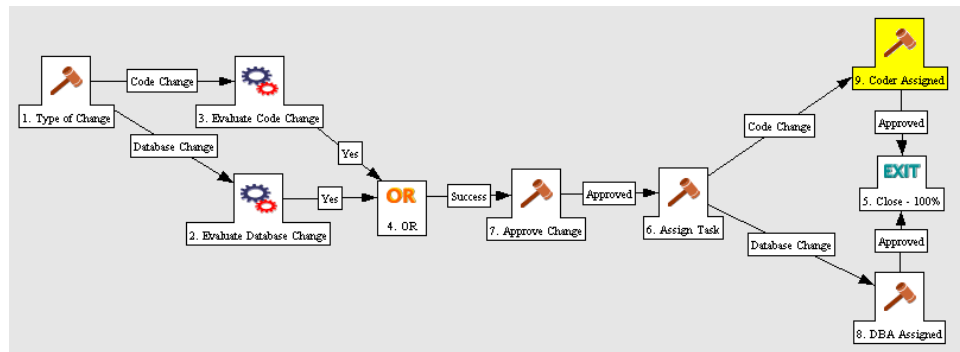 9. Coder Assigned
Code Change
1. Type of Change
3. Evaluate Code Change
Code Change
Approved
Database Change
Yes
EXIT
5. Close - 100%
2. Evaluate Database Change
Yes
OR
4. OR
Success
7. Approve Change
Approved
6. Assign Task
Database Change
Approved
8. DBA Assigned